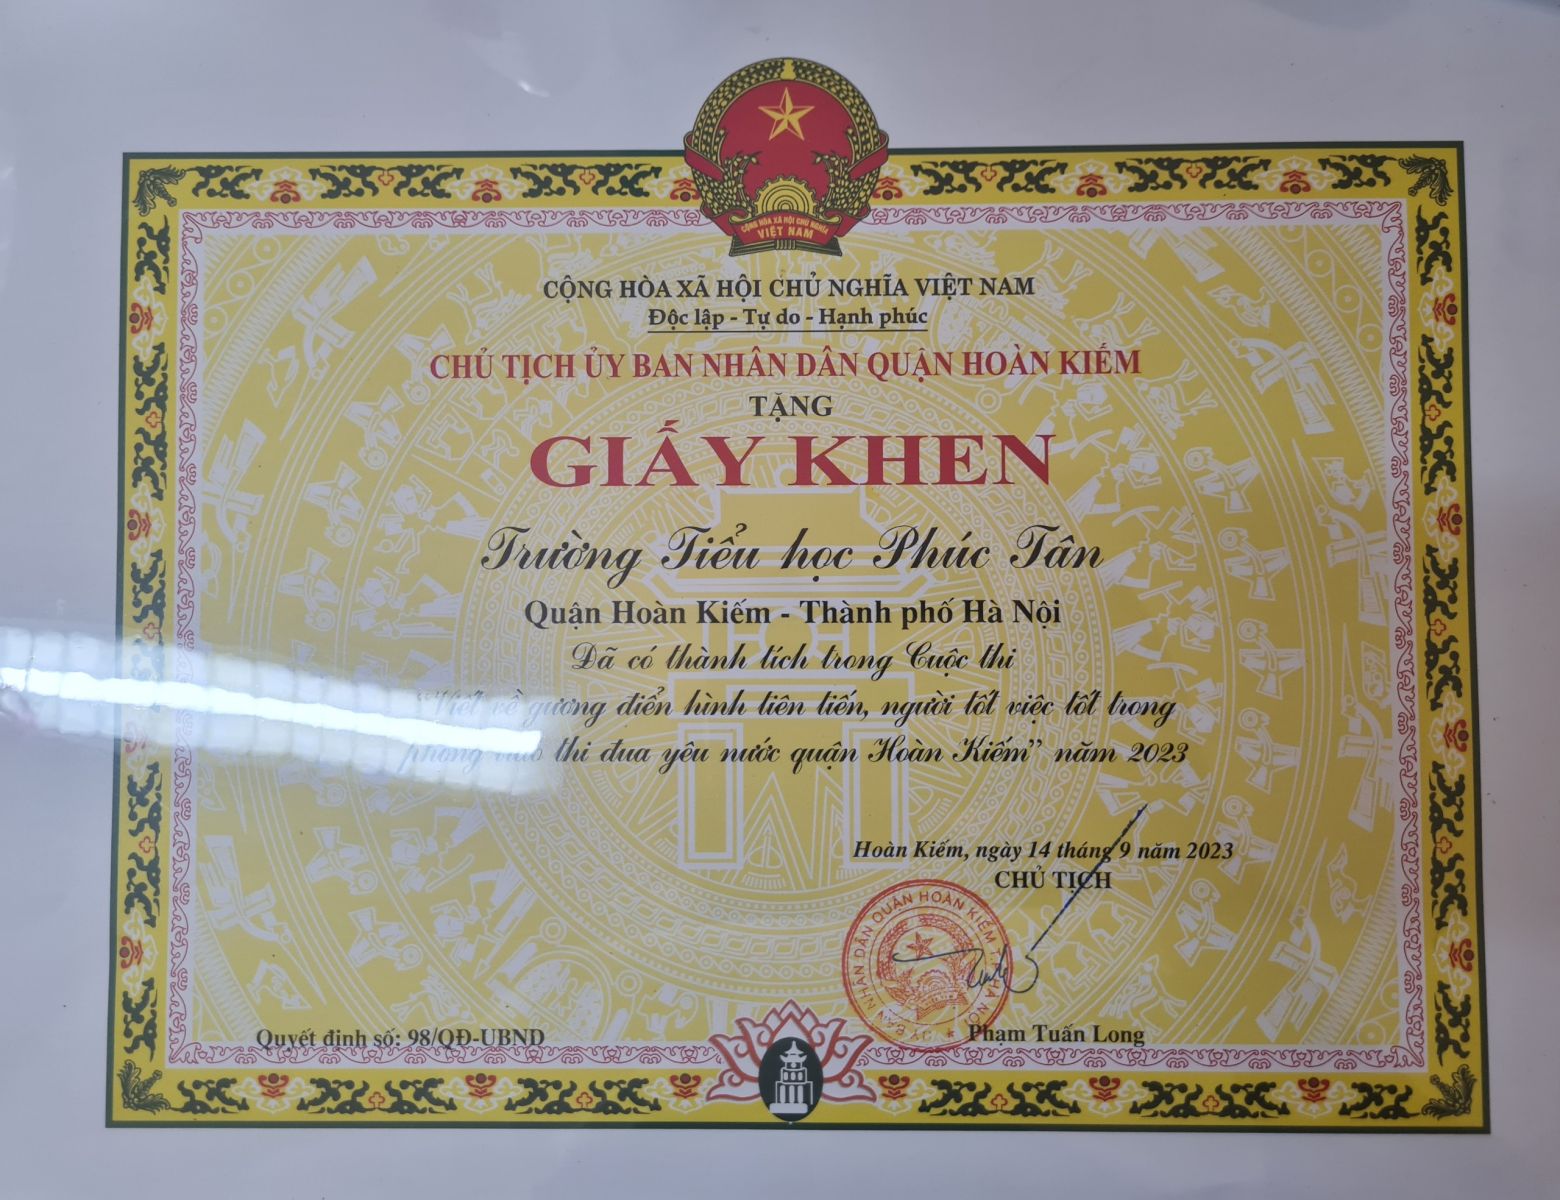 CỘNG HÒA XÃ HỘI CHỦ NGHĨA
VIỆT NAM
CỘNG HÒA XÃ HỘI CHỦ NGHĨA VIỆT NAM
Độc lập - Tự do - Hạnh phúc
CHỦ TỊCH ỦY BAN NHÂN DÂN QUẬN HOÀN KIẾM
TẶNG
GIẤY KHEN
Trường Tiểu học Phúc Tân
Quận Hoàn Kiếm - Thành phố Hà Nội
Đã có thành tích trong Cuộc thi
"Viết về gương điển hình tiên tiến, người tốt việc tốt trong
phong trào thi đua yêu nước quận Hoàn Kiếm" năm 2023
Hoàn Kiếm, ngày 14 tháng 9 năm 2023
CHỦ TỊCH
ỦY BAN NHÂN DÂN QUẬN HOÀN KIẾM T.P HÀ NỘI
Phạm Tuấn Long
Quyết định số: 98/QĐ-UBND